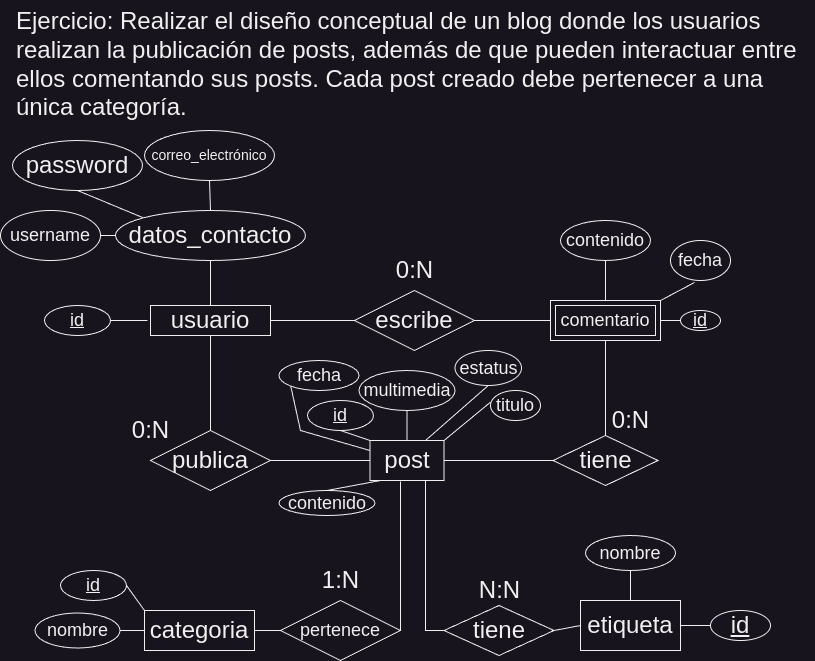 Ejercicio: Realizar el diseño conceptual de un blog donde los usuarios
realizan la publicación de posts, además de que pueden interactuar entre
ellos comentando sus posts. Cada post creado debe pertenecer a una
única categoría.
password
correo_electrónico
username
datos_contacto
contenido
fecha
0:N
id
usuario
escribe
comentario
id
fecha
multimedia
estatus
id
titulo
0:N
0:N
publica
post
tiene
contenido
nombre
id
1:N
N:N
nombre
categoria
pertenece
tiene
etiqueta
id